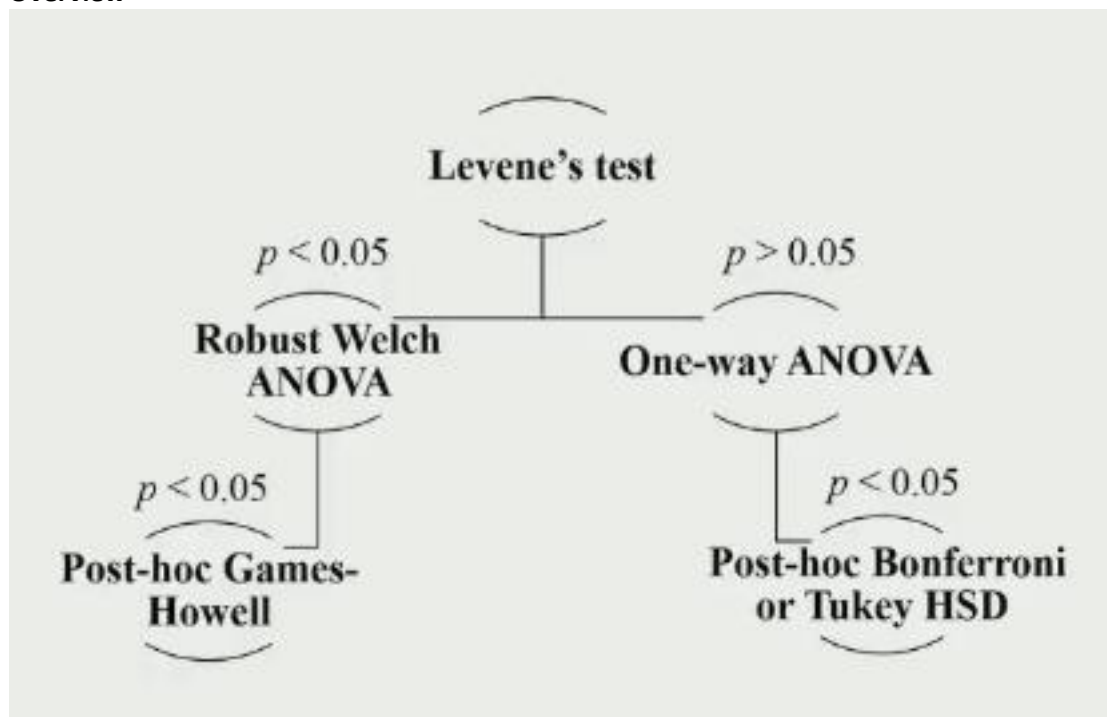 Levene's test
p < 0.05
p > 0.05
Robust Welch
ANOVA
One-way ANOVA
p < 0.05
p < 0.05
Post-hoc Games-
Howell
Post-hoc Bonferroni
or Tukey HSD